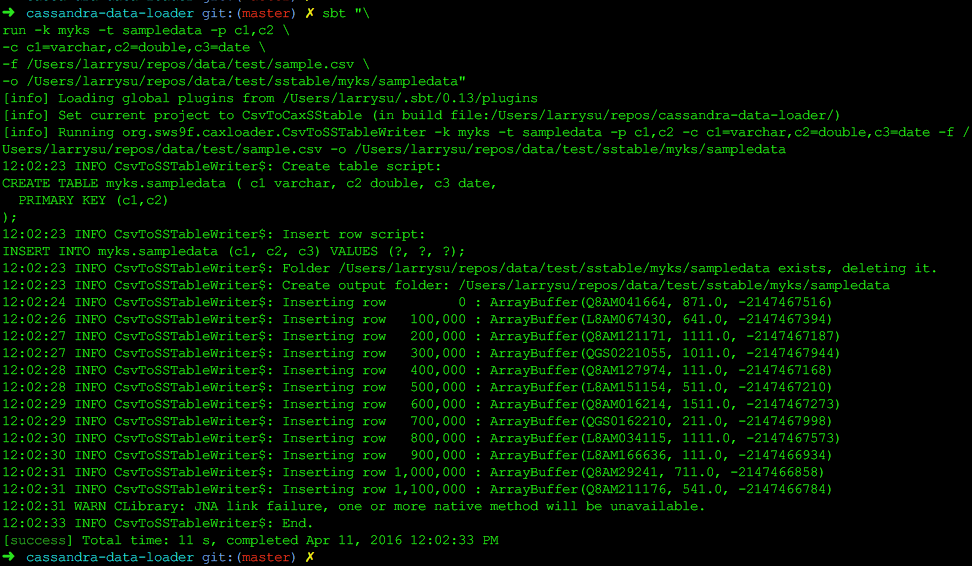 ➜  cassandra-data-loader git:(master) ✗ sbt "\
run -k myks -t sampledata -p c1,c2 \
-c c1=varchar,c2=double,c3=date \
-f /Users/larrysu/repos/data/test/sample.csv \
-o /Users/larrysu/repos/data/test/sstable/myks/sampledata"
[info] Loading global plugins from /Users/larrysu/.sbt/0.13/plugins
[info] Set current project to CsvToCaxSStable (in build file:/Users/larrysu/repos/cassandra-data-loader/)
[info] Running org.sws9f.caxloader.CsvToSSTableWriter -k myks -t sampledata -p c1,c2 -c c1=varchar,c2=double,c3=date -f /
Users/larrysu/repos/data/test/sample.csv -o /Users/larrysu/repos/data/test/sstable/myks/sampledata
12:02:23 INFO CsvToSSTableWriter$: Create table script:
CREATE TABLE myks.sampledata ( c1 varchar, c2 double, c3 date,
  PRIMARY KEY (c1,c2)
);
12:02:23 INFO CsvToSSTableWriter$: Insert row script:
INSERT INTO myks.sampledata (c1, c2, c3) VALUES (?, ?, ?);
12:02:23 INFO CsvToSSTableWriter$: Folder /Users/larrysu/repos/data/test/sstable/myks/sampledata exists, deleting it.
12:02:23 INFO CsvToSSTableWriter$: Create output folder: /Users/larrysu/repos/data/test/sstable/myks/sampledata
12:02:24 INFO CsvToSSTableWriter$: Inserting row         0 : ArrayBuffer(Q8AM041664, 871.0, -2147467516)
12:02:26 INFO CsvToSSTableWriter$: Inserting row   100,000 : ArrayBuffer(L8AM067430, 641.0, -2147467394)
12:02:27 INFO CsvToSSTableWriter$: Inserting row   200,000 : ArrayBuffer(Q8AM121171, 1111.0, -2147467187)
12:02:27 INFO CsvToSSTableWriter$: Inserting row   300,000 : ArrayBuffer(QGS0221055, 1011.0, -2147467944)
12:02:28 INFO CsvToSSTableWriter$: Inserting row   400,000 : ArrayBuffer(Q8AM127974, 111.0, -2147467168)
12:02:28 INFO CsvToSSTableWriter$: Inserting row   500,000 : ArrayBuffer(L8AM151154, 511.0, -2147467210)
12:02:29 INFO CsvToSSTableWriter$: Inserting row   600,000 : ArrayBuffer(Q8AM016214, 1511.0, -2147467273)
12:02:29 INFO CsvToSSTableWriter$: Inserting row   700,000 : ArrayBuffer(QGS0162210, 211.0, -2147467998)
12:02:30 INFO CsvToSSTableWriter$: Inserting row   800,000 : ArrayBuffer(L8AM034115, 1111.0, -2147467573)
12:02:30 INFO CsvToSSTableWriter$: Inserting row   900,000 : ArrayBuffer(L8AM166636, 111.0, -2147466934)
12:02:31 INFO CsvToSSTableWriter$: Inserting row 1,000,000 : ArrayBuffer(Q8AM29241, 711.0, -2147466858)
12:02:31 INFO CsvToSSTableWriter$: Inserting row 1,100,000 : ArrayBuffer(Q8AM211176, 541.0, -2147466784)
12:02:31 WARN CLibrary: JNA link failure, one or more native method will be unavailable.
12:02:33 INFO CsvToSSTableWriter$: End.
[success] Total time: 11 s, completed Apr 11, 2016 12:02:33 PM
➜  cassandra-data-loader git:(master) ✗